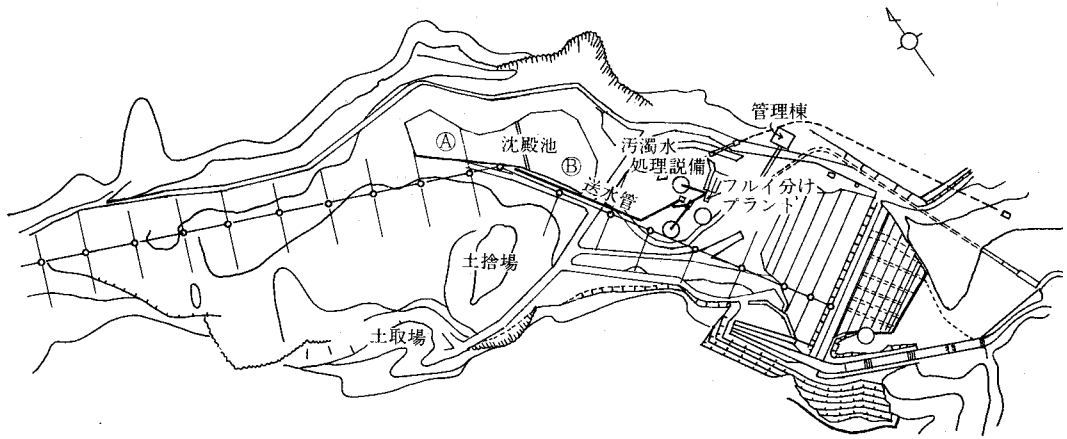 管理棟
Ⓐ
沈殿池
Ⓑ
汚濁水
処理説備
フルイ分け
プラント
送水管
土捨場
土取場